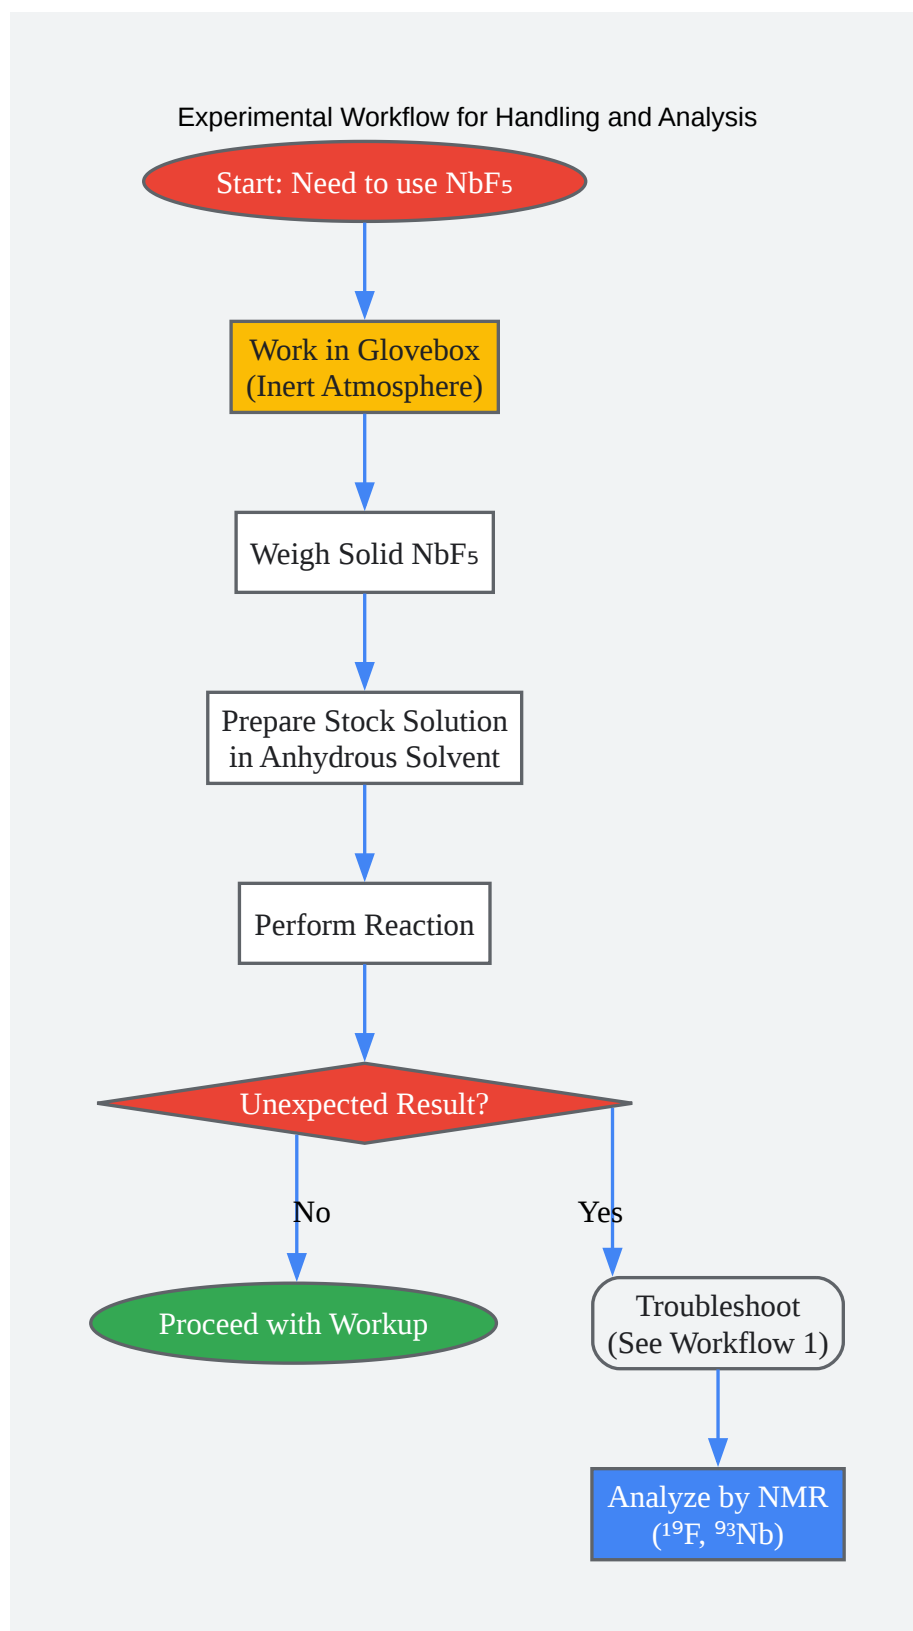 Experimental Workflow for Handling and Analysis
Start: Need to use NbF₅
Work in Glovebox
(Inert Atmosphere)
Weigh Solid NbF₅
Prepare Stock Solution
in Anhydrous Solvent
Perform Reaction
Unexpected Result?
No
Yes
Proceed with Workup
Troubleshoot
(See Workflow 1)
Analyze by NMR
(¹⁹F, ⁹³Nb)